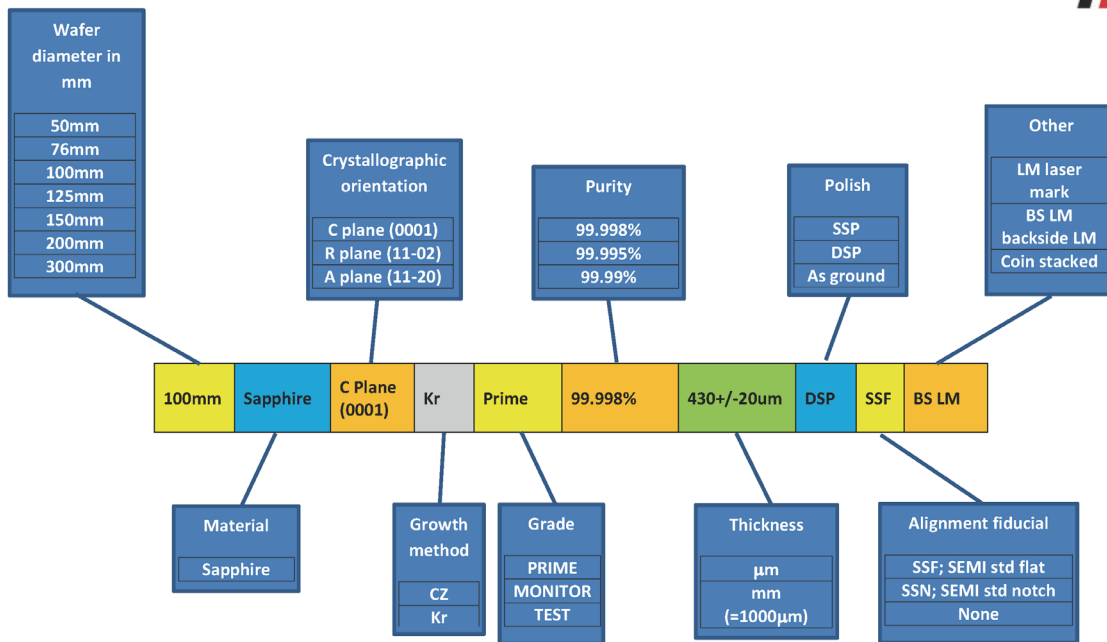 Wafer
diameter in
mm
50mm
76mm
100mm
125mm
150mm
200mm
300mm
Crystallographic
orientation
C plane (0001)
R plane (11-02)
A plane (11-20)
Purity
99.998%
99.995%
99.99%
Polish
SSP
DSP
As ground
Other
LM laser
mark
BS LM
backside LM
Coin stacked
100mm
Sapphire
C Plane
(0001)
Kr
Prime
99.998%
430+/-20um
DSP
SSF
BS LM
Material
Sapphire
Growth
method
CZ
Kr
Grade
PRIME
MONITOR
TEST
Thickness
μm
mm
(=1000μm)
Alignment fiducial
SSF; SEMI std flat
SSN; SEMI std notch
None